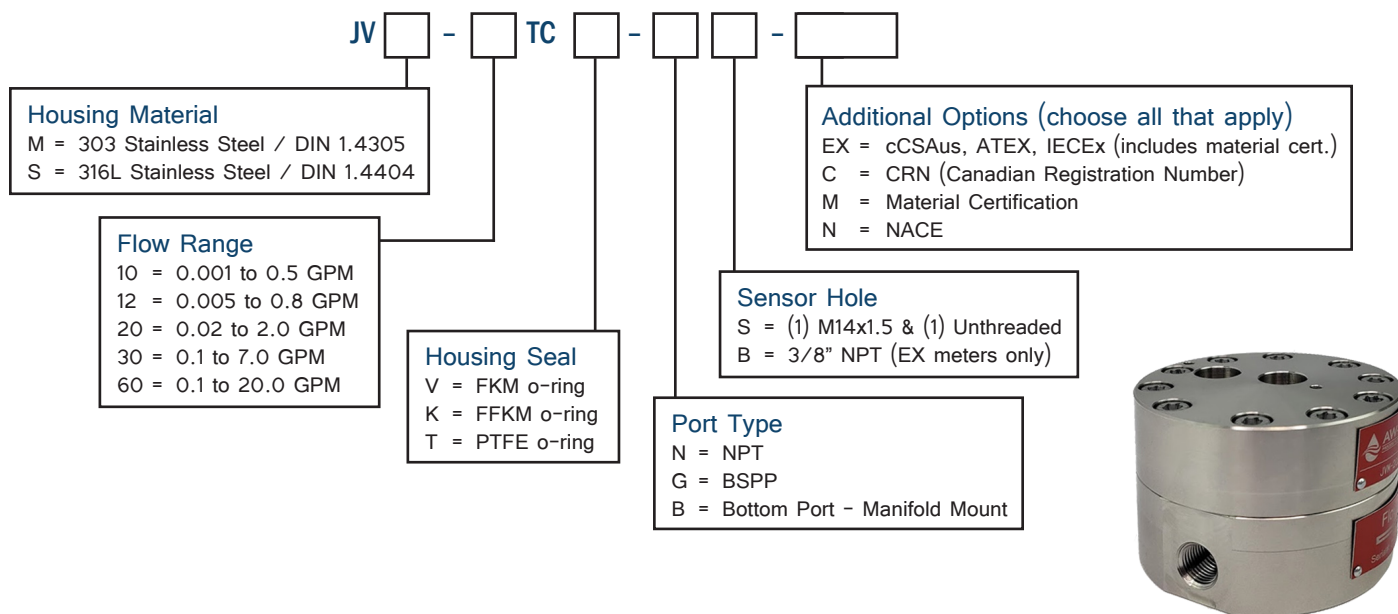 JV - TC - -
Housing Material
M = 303 Stainless Steel / DIN 1.4305
S = 316L Stainless Steel / DIN 1.4404
Flow Range
10 = 0.001 to 0.5 GPM
12 = 0.005 to 0.8 GPM
20 = 0.02 to 2.0 GPM
30 = 0.1 to 7.0 GPM
60 = 0.1 to 20.0 GPM
Housing Seal
V = FKM o-ring
K = FFKM o-ring
T = PTFE o-ring
Port Type
N = NPT
G = BSPP
B = Bottom Port - Manifold Mount
Sensor Hole
S = (1) M14x1.5 & (1) Unthreaded
B = 3/8” NPT (EX meters only)
Additional Options (choose all that apply)
EX = cCSAus, ATEX, IECEx (includes material cert.)
C = CRN (Canadian Registration Number)
M = Material Certification
N = NACE